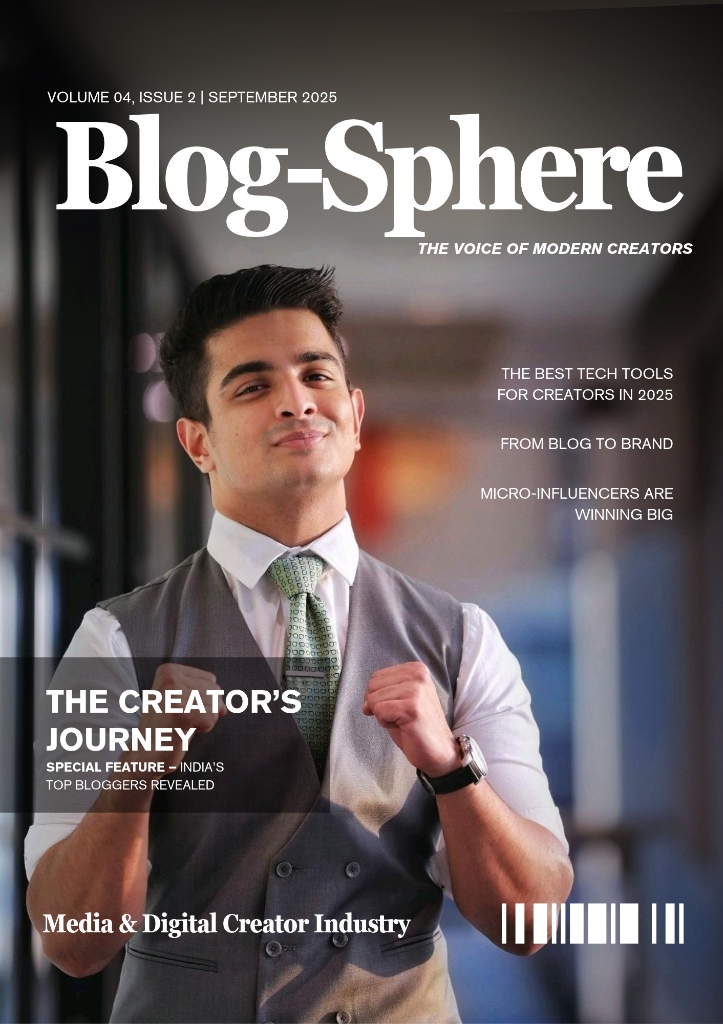 VOLUME 04, ISSUE 2 | SEPTEMBER 2025
Blog-Sphere
THE VOICE OF MODERN CREATORS
THE BEST TECH TOOLS
FOR CREATORS IN 2025
FROM BLOG TO BRAND
MICRO-INFLUENCERS ARE
WINNING BIG
THE CREATOR’S
JOURNEY
SPECIAL FEATURE – INDIA’S
TOP BLOGGERS REVEALED
Media & Digital Creator Industry